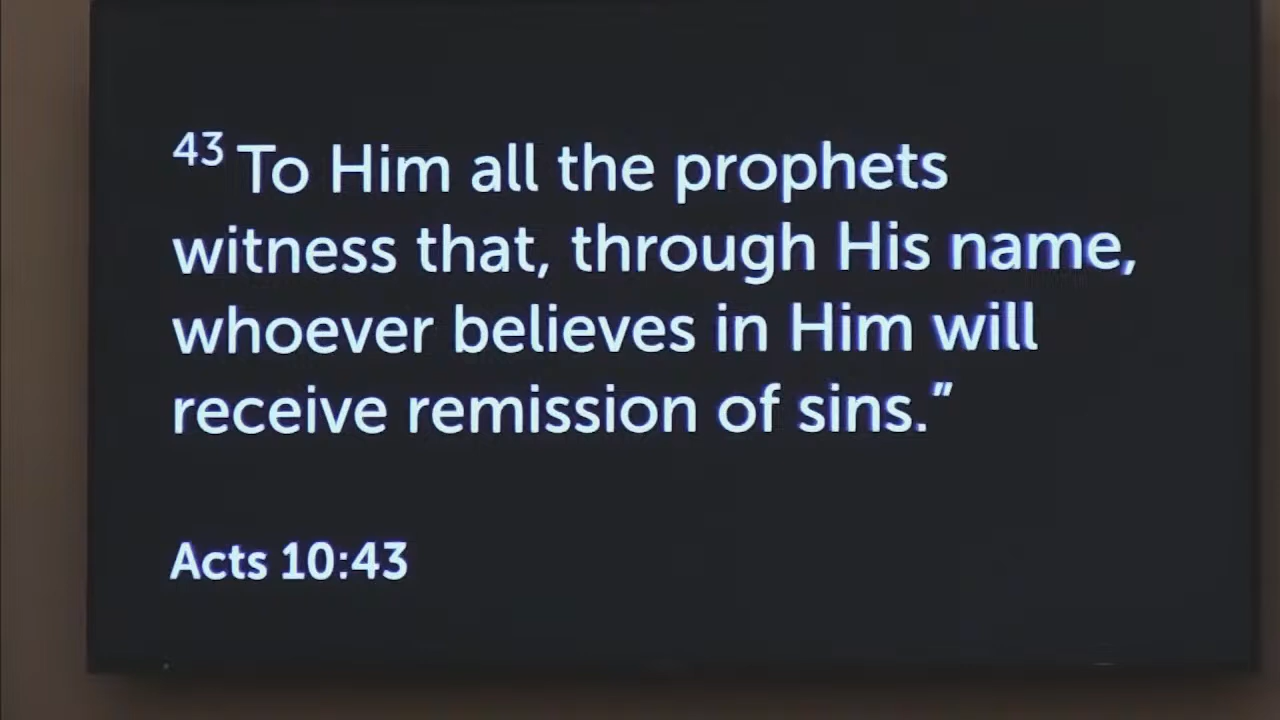 43 To Him all the prophets
witness that, through His name,
whoever believes in Him will
receive remission of sins.”
Acts 10:43